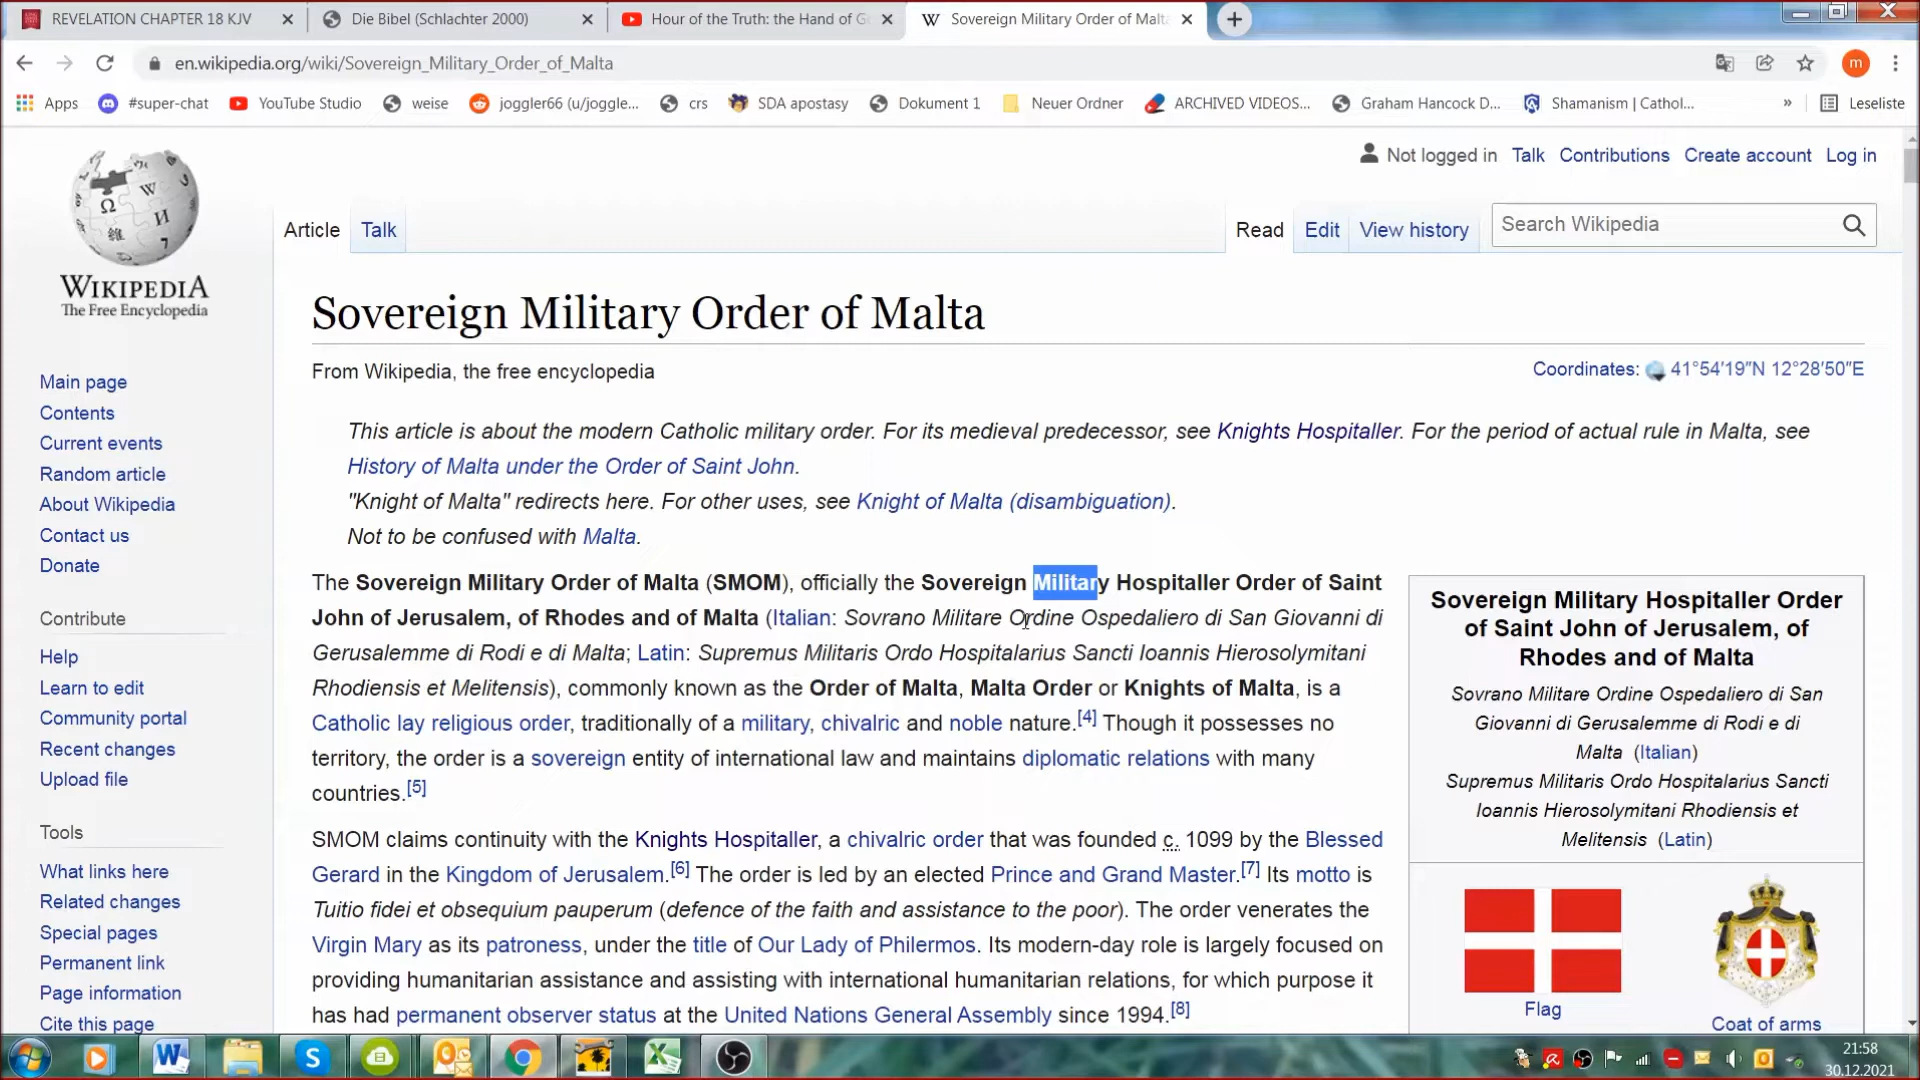 REVELATION CHAPTER 18 KJV
Die Bibel (Schlachter 2000)
Hour of the Truth: the Hand of G
Sovereign Military Order of Malta
en.wikipedia.org/wiki/Sovereign_Military_Order_of_Malta
m
Apps
#super-chat
YouTube Studio
weise
joggler66 (u/joggle...
crs
SDA apostasy
Dokument 1
Neuer Ordner
ARCHIVED VIDEOS...
Graham Hancock D...
Shamanism | Cathol...
»
Leseliste
Not logged in
Talk
Contributions
Create account
Log in
WIKIPEDIA
The Free Encyclopedia
Article
Talk
Read
Edit
View history
Search Wikipedia
Sovereign Military Order of Malta
From Wikipedia, the free encyclopedia
Coordinates: 41°54′19″N 12°28′50″E
Main page
Contents
Current events
Random article
About Wikipedia
Contact us
Donate
Contribute
Help
Learn to edit
Community portal
Recent changes
Upload file
Tools
What links here
Related changes
Special pages
Permanent link
Page information
Cite this page
This article is about the modern Catholic military order. For its medieval predecessor, see Knights Hospitaller. For the period of actual rule in Malta, see
History of Malta under the Order of Saint John.
"Knight of Malta" redirects here. For other uses, see Knight of Malta (disambiguation).
Not to be confused with Malta.
The Sovereign Military Order of Malta (SMOM), officially the Sovereign Military Hospitaller Order of Saint
John of Jerusalem, of Rhodes and of Malta (Italian: Sovrano Militare Ordine Ospedaliero di San Giovanni di
Gerusalemme di Rodi e di Malta; Latin: Supremus Militaris Ordo Hospitalarius Sancti Ioannis Hierosolymitani
Rhodiensis et Melitensis), commonly known as the Order of Malta, Malta Order or Knights of Malta, is a
Catholic lay religious order, traditionally of a military, chivalric and noble nature.[4] Though it possesses no
territory, the order is a sovereign entity of international law and maintains diplomatic relations with many
countries.[5]
SMOM claims continuity with the Knights Hospitaller, a chivalric order that was founded c. 1099 by the Blessed
Gerard in the Kingdom of Jerusalem.[6] The order is led by an elected Prince and Grand Master.[7] Its motto is
Tuitio fidei et obsequium pauperum (defence of the faith and assistance to the poor). The order venerates the
Virgin Mary as its patroness, under the title of Our Lady of Philermos. Its modern-day role is largely focused on
providing humanitarian assistance and assisting with international humanitarian relations, for which purpose it
has had permanent observer status at the United Nations General Assembly since 1994.[8]
Sovereign Military Hospitaller Order
of Saint John of Jerusalem, of
Rhodes and of Malta
Sovrano Militare Ordine Ospedaliero di San
Giovanni di Gerusalemme di Rodi e di
Malta (Italian)
Supremus Militaris Ordo Hospitalarius Sancti
Ioannis Hierosolymitani Rhodiensis et
Melitensis (Latin)
Flag
Coat of arms
21:58
30.12.2021